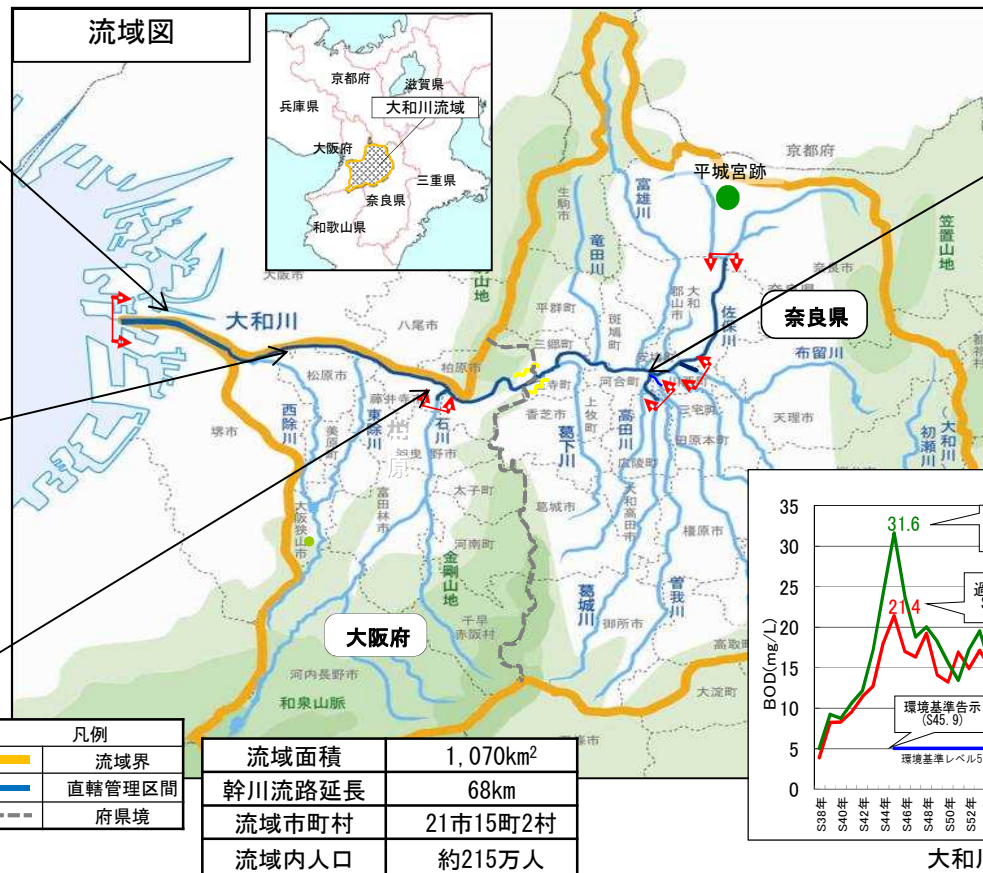 流域図
京都府
滋賀県
兵庫県
大和川流域
大阪府
三重県
奈良県
和歌山県
京都府
平城宮跡
生駒市
富雄川
竜田川
笠置山地
山地
大阪市
奈良市
大和
郡山市
佐保川
奈良県
平群町
斑鳩町
大和川
八尾市
三郷町
安堵町
布留川
柏原市
河合町
松原市
藤井寺市
香芝市
上牧町
三宅町
天理市
西除川
東除川
石川
堺市
美原町
柏原
野市
葛下川
高田川
田原本町
初瀬川
大和川
広陵町
太子町
富田林市
葛城市
大和高田市
橿原市
大阪狭山市
河南町
金剛山地
葛城川
曽我川
千早
赤阪村
御所市
高取町
大阪府
河内長野市
和泉山脈
大淀町
凡例
流域界
直轄管理区間
府県境
流域面積 1,070km²
幹川流路延長 68km
流域市町村 21市15町2村
流域内人口 約215万人
BOD(mg/L)
35
30
25
20
15
10
5
0
31.6
21.4
過
環境基準告示
(S45.9)
環境基準レベル5
S38年 S40年 S42年 S44年 S46年 S48年 S50年 S52年
大和川